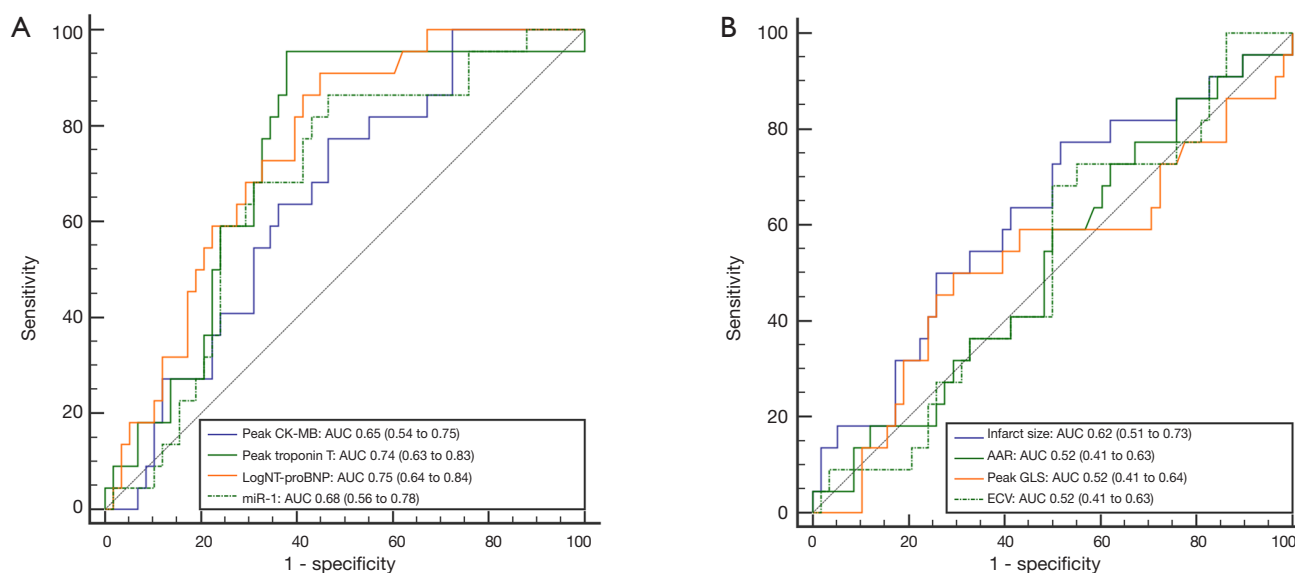 A
100
80
60
40
20
0
Sensitivity
Peak CK-MB: AUC 0.65 (0.54 to 0.75)
Peak troponin T: AUC 0.74 (0.63 to 0.83)
LogNT-proBNP: AUC 0.75 (0.64 to 0.84)
miR-1: AUC 0.68 (0.56 to 0.78)
0 20 40 60 80 100
1 - specificity
B
100
80
60
40
20
0
Sensitivity
Infarct size: AUC 0.62 (0.51 to 0.73)
AAR: AUC 0.52 (0.41 to 0.63)
Peak GLS: AUC 0.52 (0.41 to 0.64)
ECV: AUC 0.52 (0.41 to 0.63)
0 20 40 60 80 100
1 - specificity